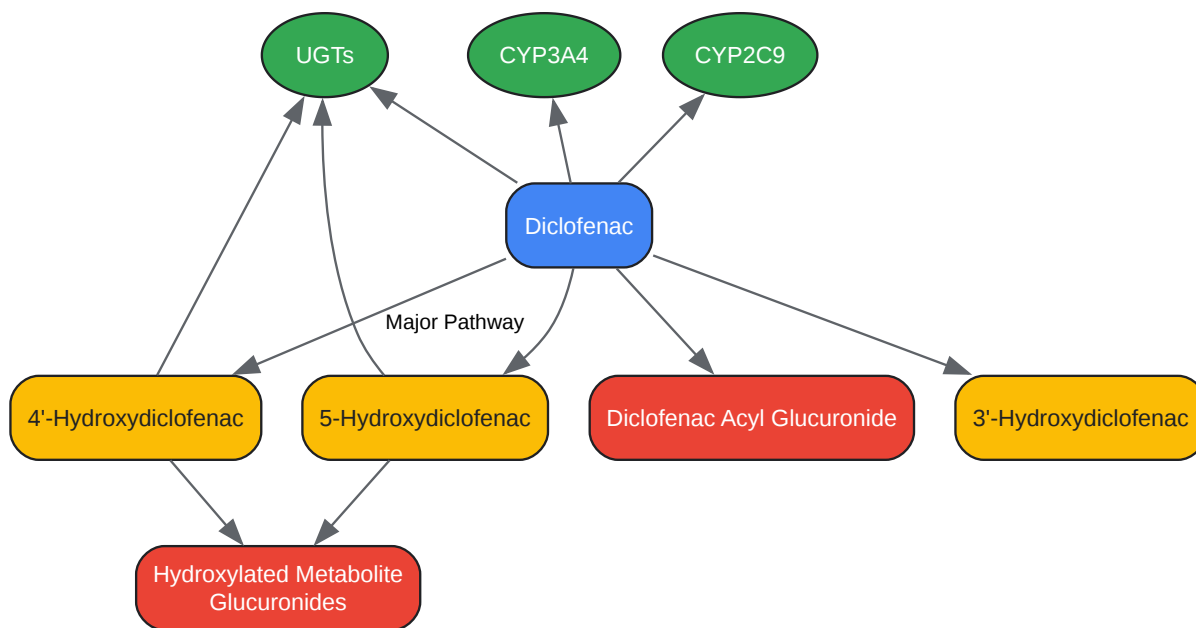 UGTs
CYP3A4
CYP2C9
Diclofenac
Major Pathway
4'-Hydroxydiclofenac
5-Hydroxydiclofenac
Diclofenac Acyl Glucuronide
3'-Hydroxydiclofenac
Hydroxylated Metabolite
Glucuronides